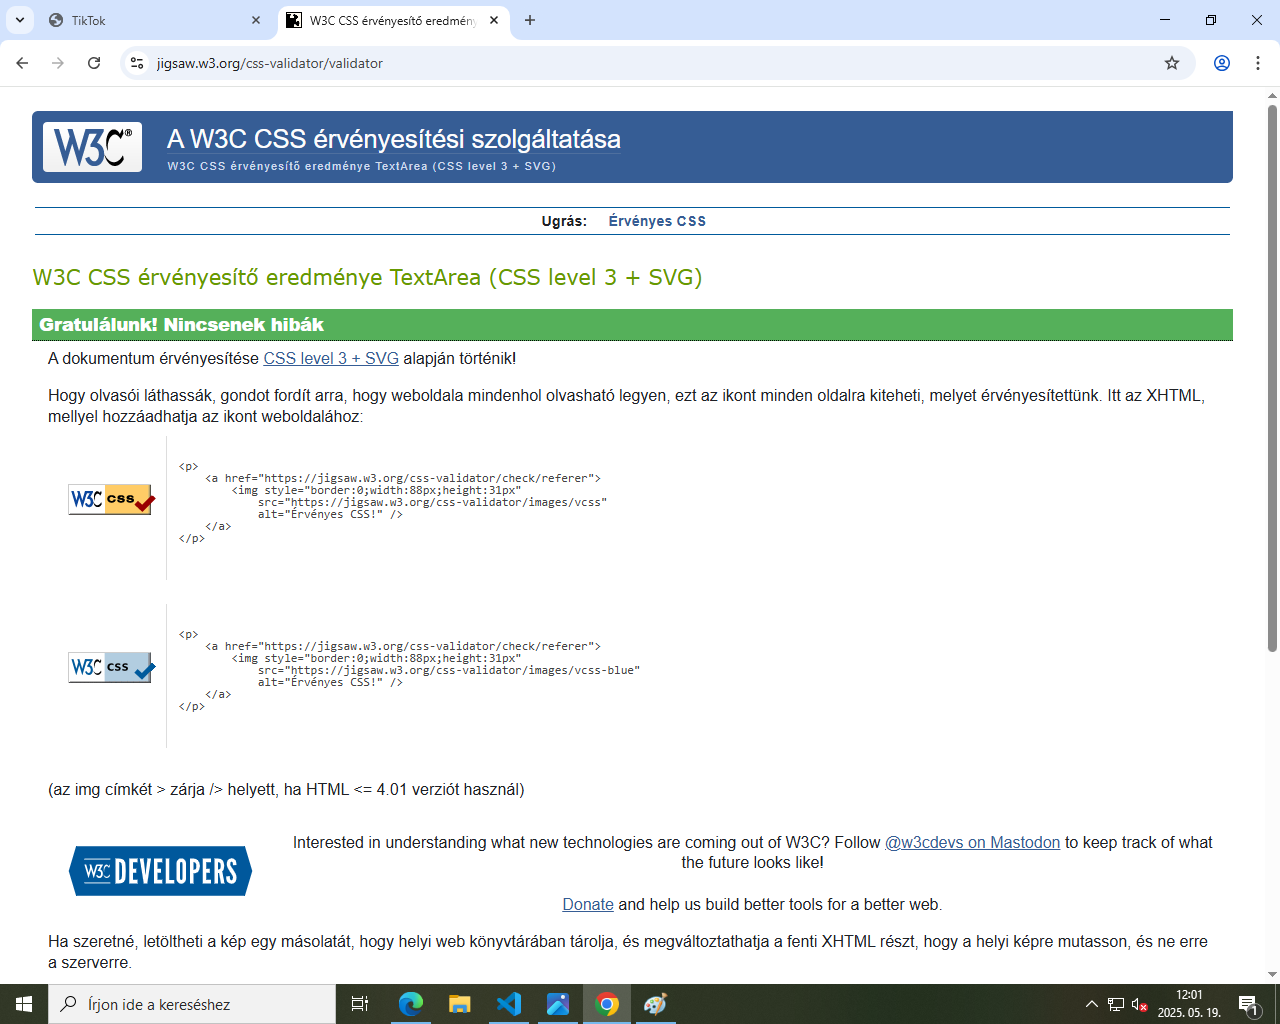 TikTok
W3C CSS érvényesítő eredmény
jigsaw.w3.org/css-validator/validator
W3C®
A W3C CSS érvényesítési szolgáltatása
W3C CSS érvényesítő eredménye TextArea (CSS level 3 + SVG)
Ugrás: Érvényes CSS
W3C CSS érvényesítő eredménye TextArea (CSS level 3 + SVG)
Gratulálunk! Nincsenek hibák
A dokumentum érvényesítése CSS level 3 + SVG alapján történik!
Hogy olvasói láthassák, gondot fordít arra, hogy weboldala mindenhol olvasható legyen, ezt az ikont minden oldalra kiteheti, melyet érvényesítettünk. Itt az XHTML,
mellyel hozzáadhatja az ikont weboldalához:
W3C css
<p>
<a href="https://jigsaw.w3.org/css-validator/check/referer">
<img style="border:0;width:88px;height:31px"
src="https://jigsaw.w3.org/css-validator/images/vcss"
alt="Érvényes CSS!" />
</a>
</p>
W3C css
<p>
<a href="https://jigsaw.w3.org/css-validator/check/referer">
<img style="border:0;width:88px;height:31px"
src="https://jigsaw.w3.org/css-validator/images/vcss-blue"
alt="Érvényes CSS!" />
</a>
</p>
(az img címkét > zárja /> helyett, ha HTML <= 4.01 verziót használ)
W3C DEVELOPERS
Interested in understanding what new technologies are coming out of W3C? Follow @w3cdevs on Mastodon to keep track of what
the future looks like!
Donate and help us build better tools for a better web.
Ha szeretné, letöltheti a kép egy másolatát, hogy helyi web könyvtárában tárolja, és megváltoztathatja a fenti XHTML részt, hogy a helyi képre mutasson, és ne erre
a szerverre.
Írjon ide a kereséshez
12:01
2025. 05. 19.
1